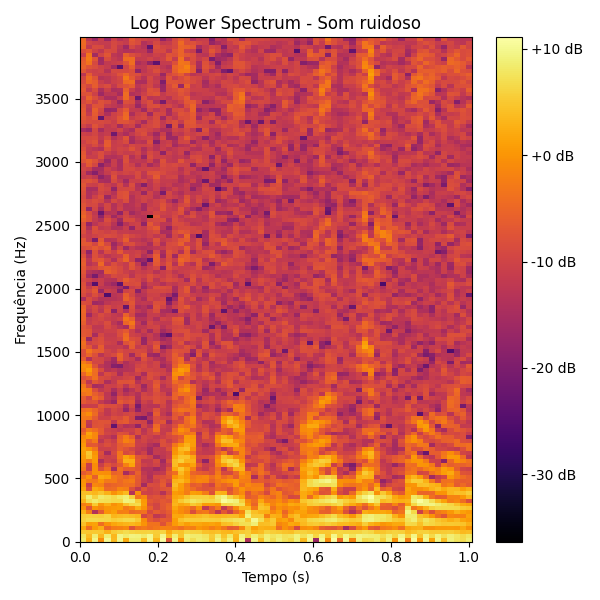 Log Power Spectrum - Som ruidoso
+10 dB
+0 dB
-10 dB
-20 dB
-30 dB
Frequência (Hz)
3500
3000
2500
2000
1500
1000
500
0
0.0 0.2 0.4 0.6 0.8 1.0
Tempo (s)